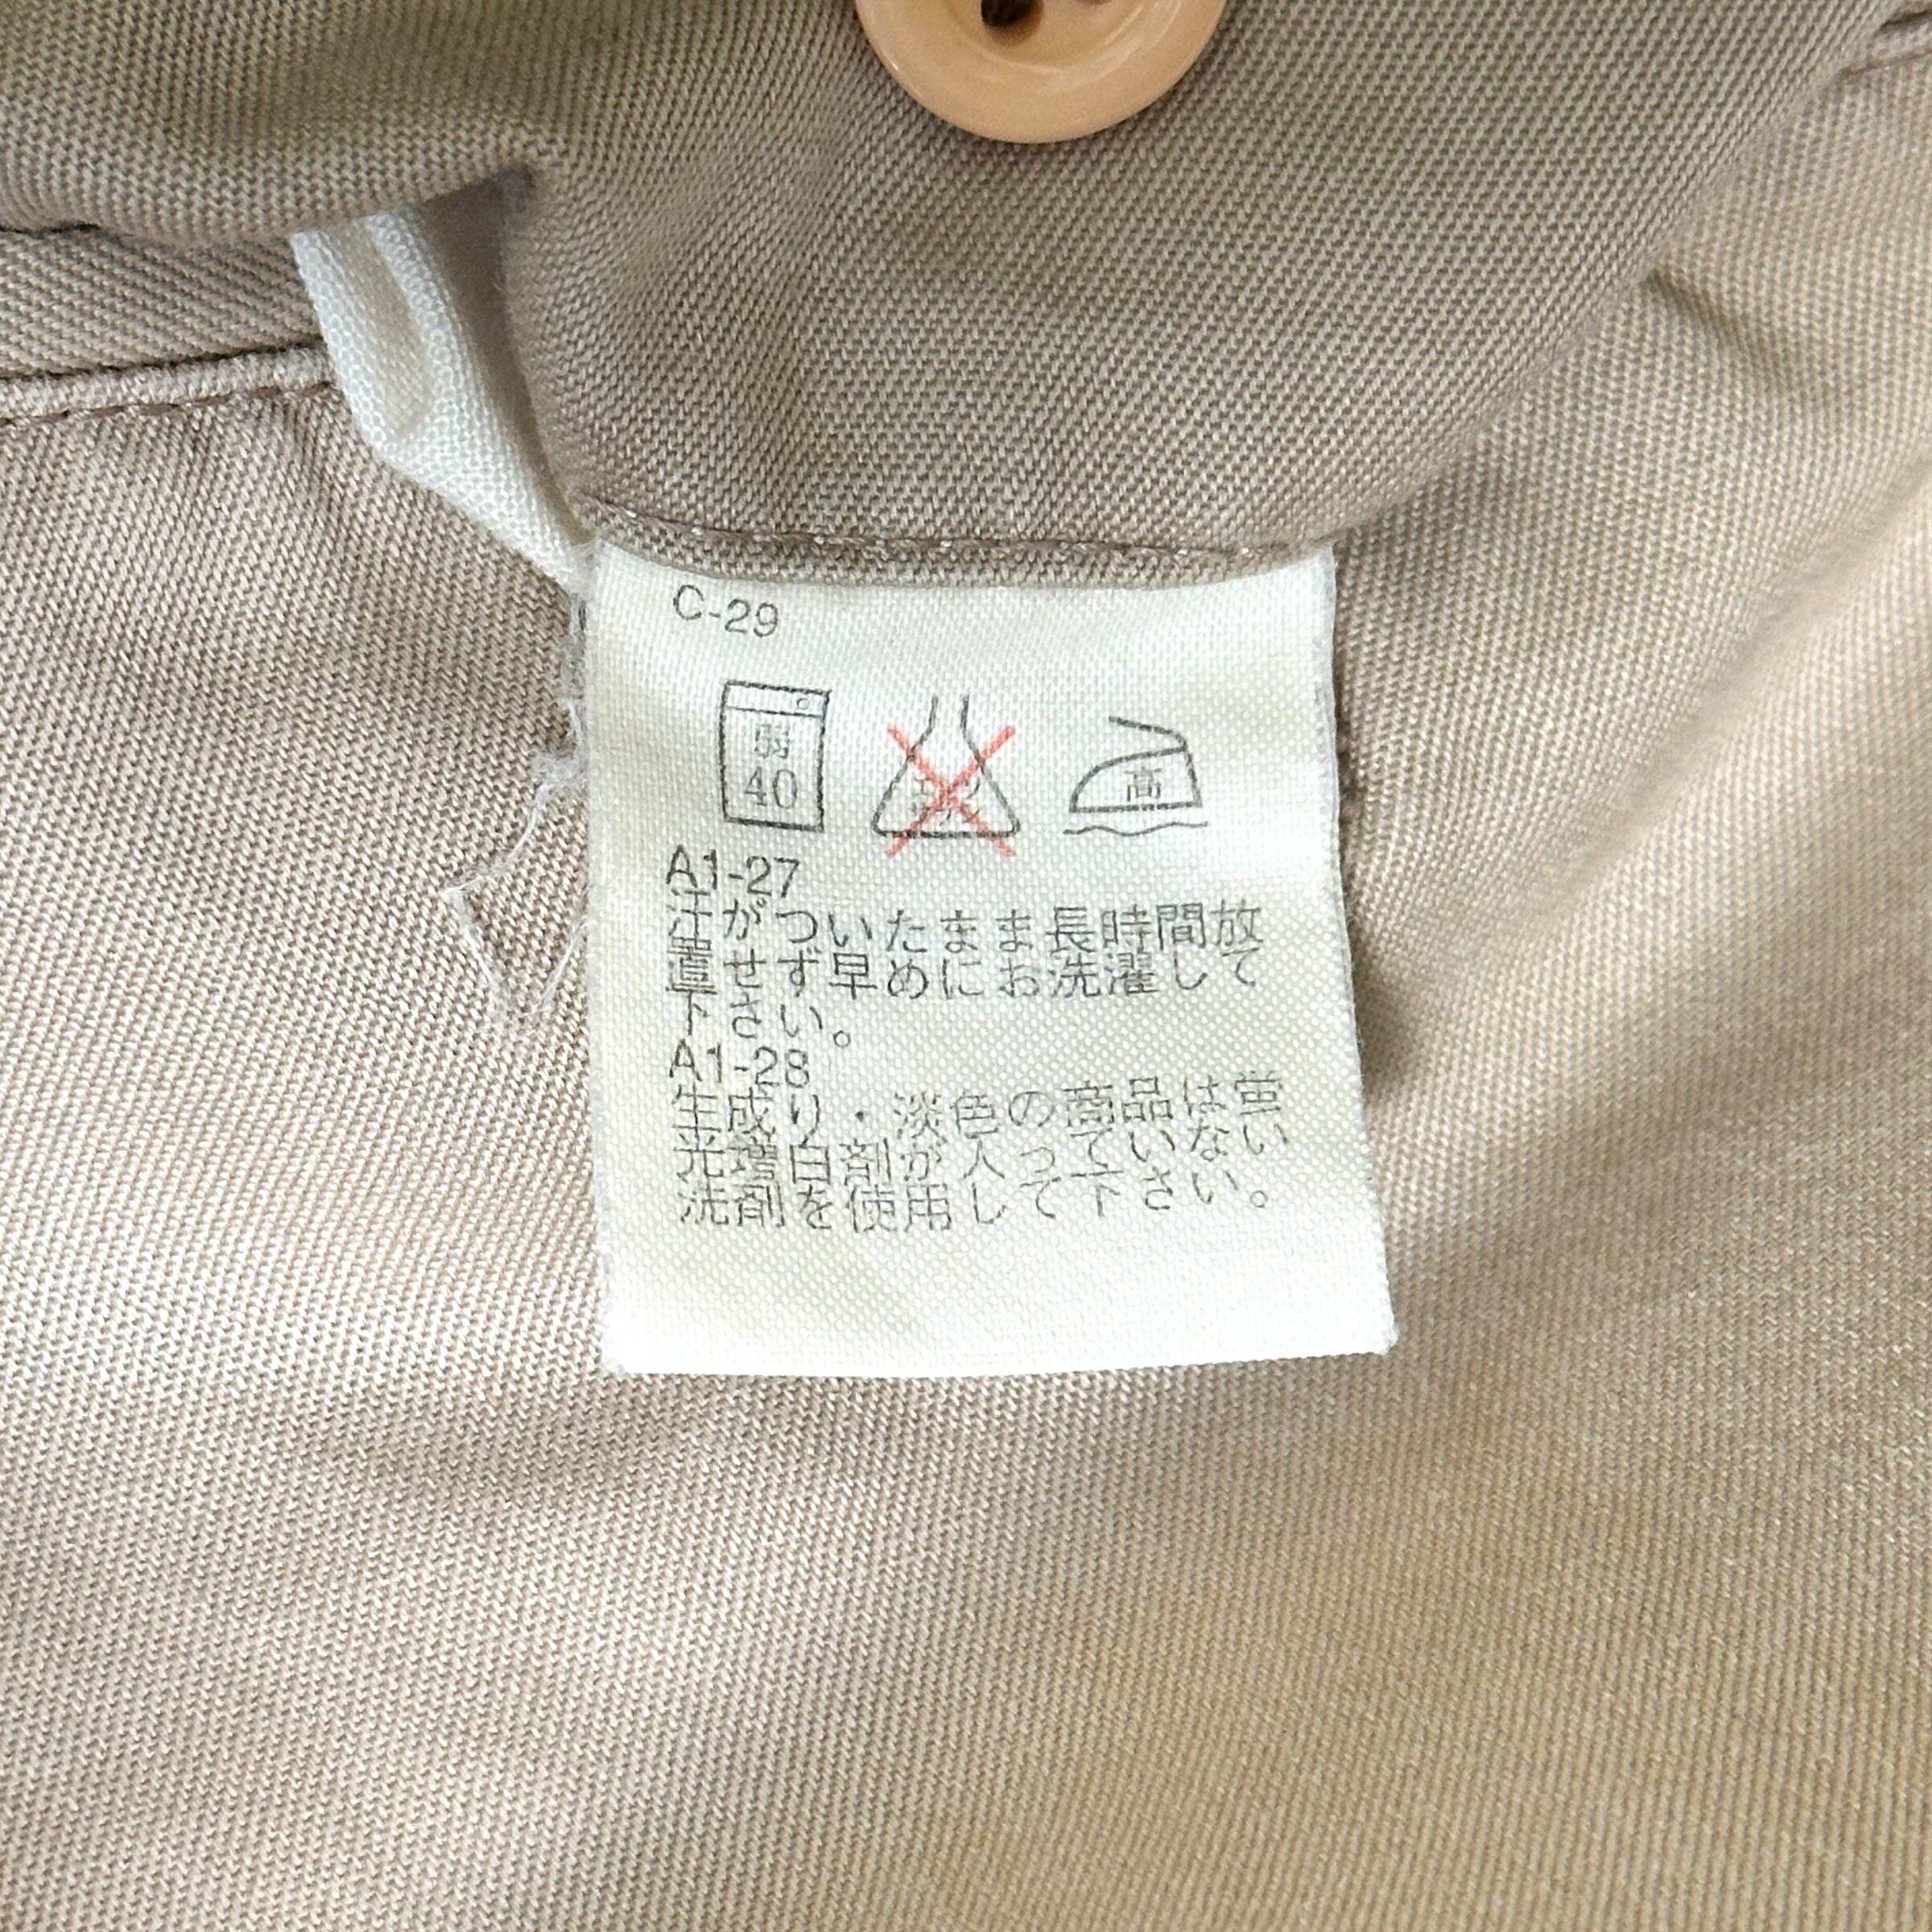 C-29
弱
40
高
A1-27
汗がついたまま長時間放
置せず早めにお洗濯して
下さい。
A1-28
生成り・淡色の商品は蛍
光増白剤が入っていない
洗剤を使用して下さい。